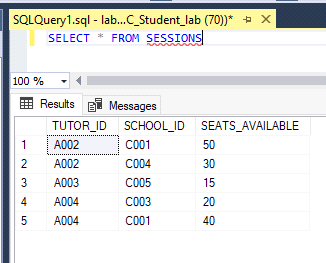 SQLQuery1.sql - lab...C_Student_lab (70))*
SELECT * FROM SESSIONS
100 %
Results Messages
TUTOR_ID SCHOOL_ID SEATS_AVAILABLE
1 A002 C001 50
2 A002 C004 30
3 A003 C005 15
4 A004 C003 20
5 A004 C001 40